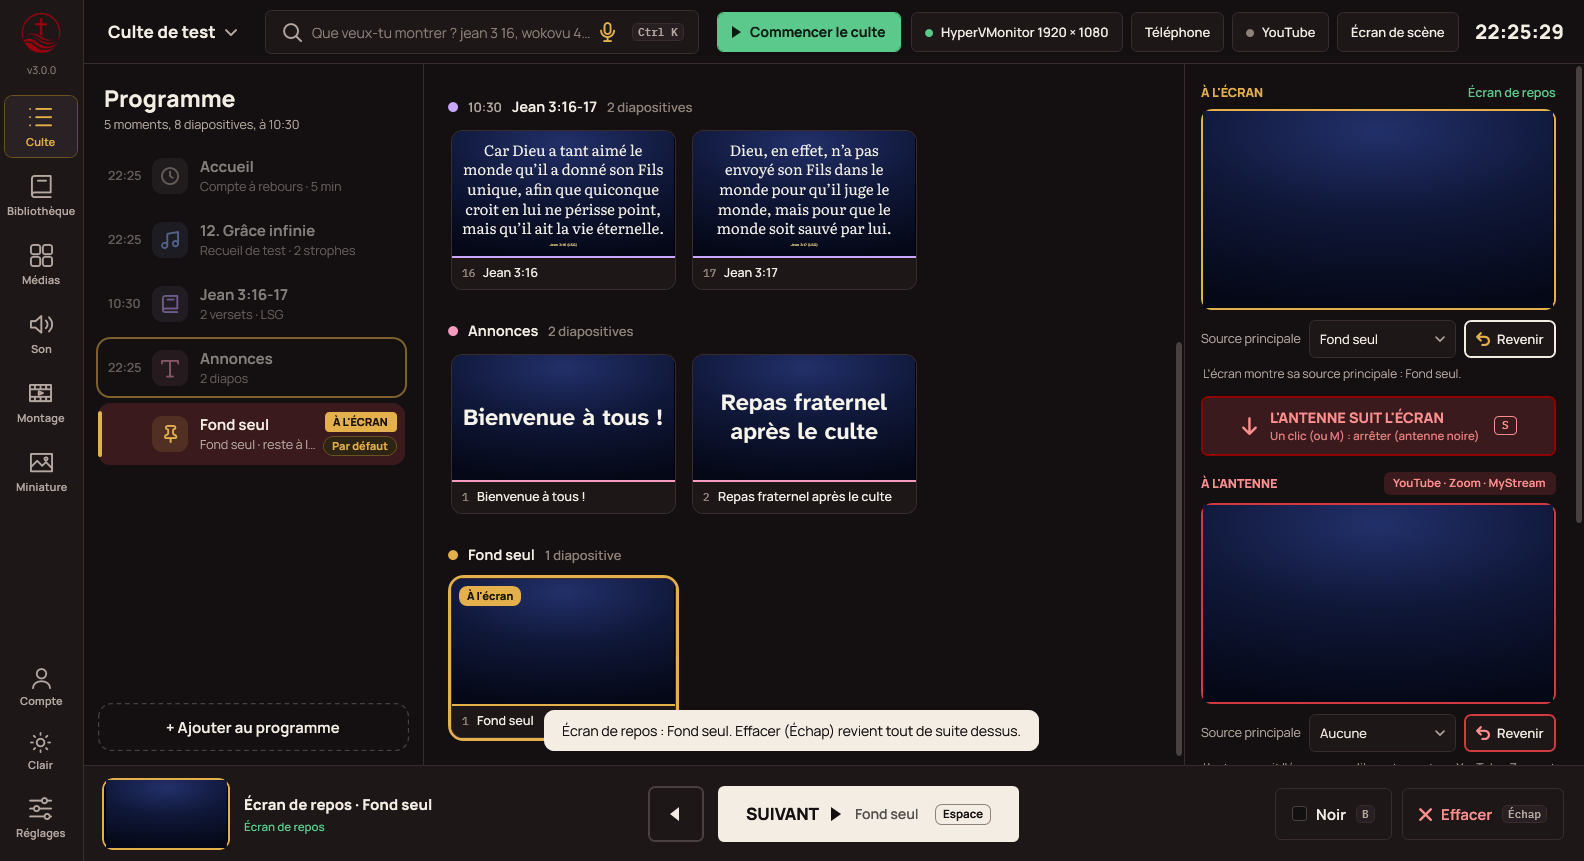 v3.0.0
Culte
Bibliothèque
Médias
Son
Montage
Miniature
Compte
Clair
Réglages
Culte de test
Que veux-tu montrer ? jean 3 16, wokovu 4...
Ctrl K
Commencer le culte
HyperVMonitor 1920 × 1080
Téléphone
YouTube
Écran de scène
22:25:29
Programme
5 moments, 8 diapositives, à 10:30
22:25
Accueil
Compte à rebours · 5 min
22:25
12. Grâce infinie
Recueil de test · 2 strophes
10:30
Jean 3:16-17
2 versets · LSG
22:25
Annonces
2 diapos
Fond seul
À L'ÉCRAN
Fond seul · reste à l...
Par défaut
+ Ajouter au programme
10:30 Jean 3:16-17 2 diapositives
Car Dieu a tant aimé le
monde qu’il a donné son Fils
unique, afin que quiconque
croit en lui ne périsse point,
mais qu’il ait la vie éternelle.
Jean 3:16 (LSG)
16 Jean 3:16
Dieu, en effet, n’a pas
envoyé son Fils dans le
monde pour qu’il juge le
monde, mais pour que le
monde soit sauvé par lui.
Jean 3:17 (LSG)
17 Jean 3:17
Annonces 2 diapositives
Bienvenue à tous !
1 Bienvenue à tous !
Repas fraternel
après le culte
2 Repas fraternel après le culte
Fond seul 1 diapositive
À l'écran
1 Fond seul
Écran de repos : Fond seul. Effacer (Échap) revient tout de suite dessus.
À L'ÉCRAN
Écran de repos
Source principale
Fond seul
Revenir
L'écran montre sa source principale : Fond seul.
L'ANTENNE SUIT L'ÉCRAN
Un clic (ou M) : arrêter (antenne noire)
S
À L'ANTENNE
YouTube · Zoom · MyStream
Source principale
Aucune
Revenir
Écran de repos · Fond seul
Écran de repos
SUIVANT
Fond seul
Espace
Noir
B
Effacer
Échap